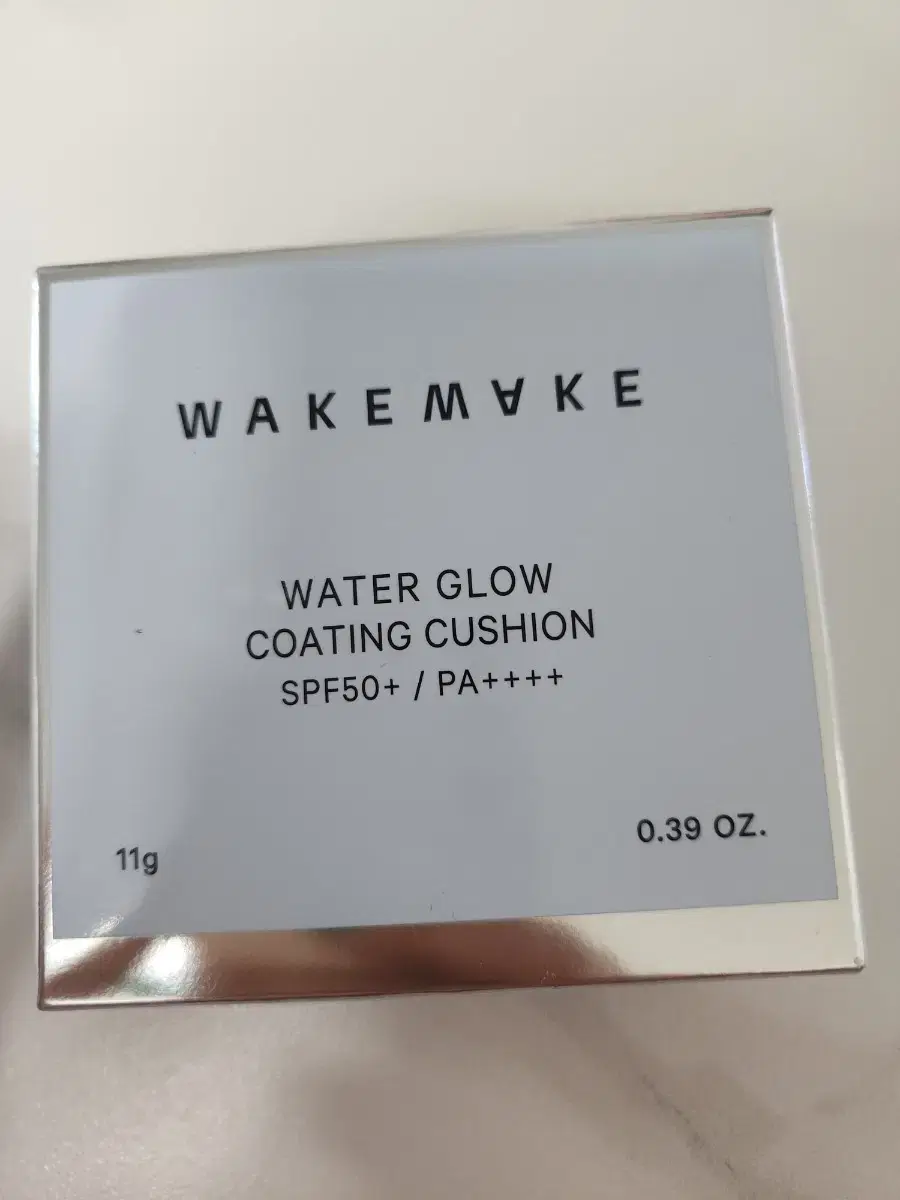 WAKEMAKE
WATER GLOW
COATING CUSHION
SPF50+ / PA++++
11g
0.39 OZ.